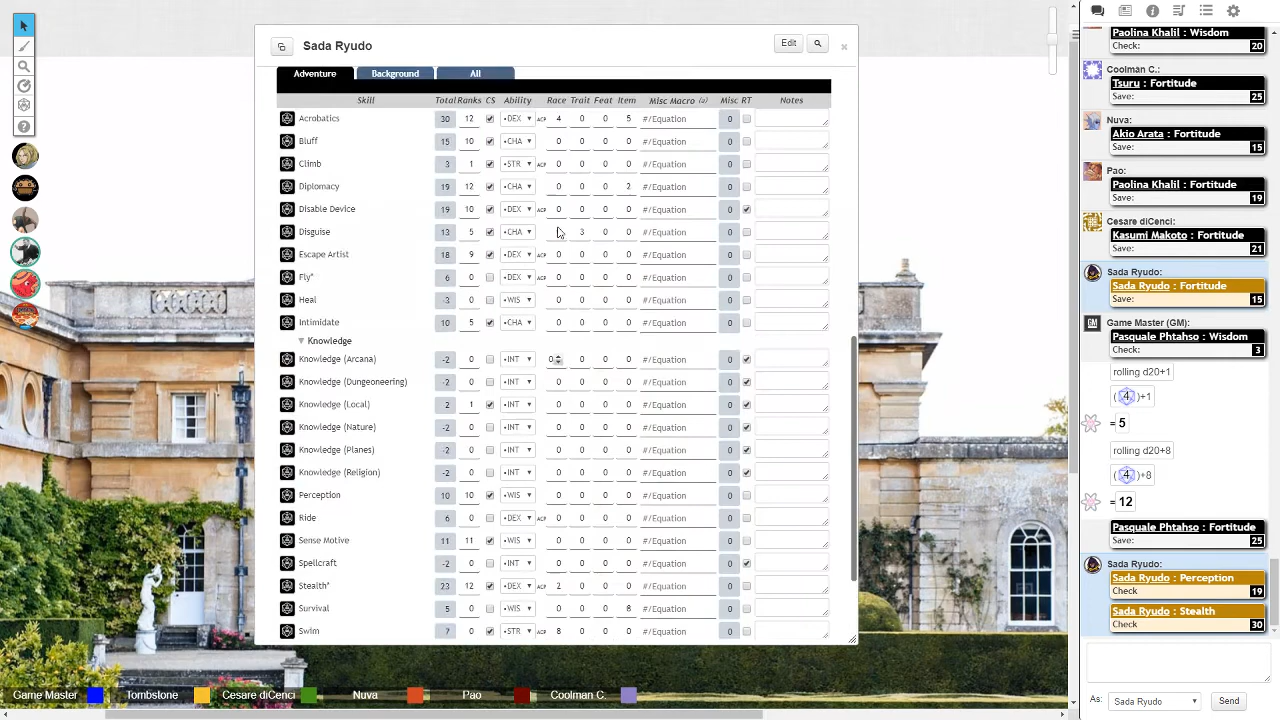 Sada Ryudo
Edit
Adventure Background All
Skill Total Ranks CS Ability Race Trait Feat Item Misc Macro Misc RT Notes
Acrobatics 30 12 •DEX ACP 4 0 0 5 #/Equation 0
Bluff 15 10 •CHA 0 0 0 0 #/Equation 0
Climb 3 1 •STR ACP 0 0 0 0 #/Equation 0
Diplomacy 19 12 •CHA 0 0 0 2 #/Equation 0
Disable Device 19 10 •DEX ACP 0 0 0 0 #/Equation 0
Disguise 13 5 •CHA 3 0 0 #/Equation 0
Escape Artist 18 9 •DEX ACP 0 0 0 0 #/Equation 0
Fly* 6 0 •DEX ACP 0 0 0 0 #/Equation 0
Heal -3 0 •WIS 0 0 0 0 #/Equation 0
Intimidate 10 5 •CHA 0 0 0 0 #/Equation 0
Knowledge
Knowledge (Arcana) -2 0 •INT 0 0 0 0 #/Equation 0
Knowledge (Dungeoneering) -2 0 •INT 0 0 0 0 #/Equation 0
Knowledge (Local) 2 1 •INT 0 0 0 0 #/Equation 0
Knowledge (Nature) -2 0 •INT 0 0 0 0 #/Equation 0
Knowledge (Planes) -2 0 •INT 0 0 0 0 #/Equation 0
Knowledge (Religion) -2 0 •INT 0 0 0 0 #/Equation 0
Perception 10 10 •WIS 0 0 0 0 #/Equation 0
Ride 6 0 •DEX ACP 0 0 0 0 #/Equation 0
Sense Motive 11 11 •WIS 0 0 0 0 #/Equation 0
Spellcraft -2 0 •INT 0 0 0 0 #/Equation 0
Stealth* 23 12 •DEX ACP 2 0 0 0 #/Equation 0
Survival 5 0 •WIS 0 0 0 8 #/Equation 0
Swim 7 0 •STR ACP 8 0 0 0 #/Equation 0
Game Master Tombstone Cesare diCenci Nuva Pao Coolman C.
Paolina Khalil : Wisdom
Check: 20
Coolman C.:
Tsuru : Fortitude
Save: 25
Nuva:
Akio Arata : Fortitude
Save: 15
Pao:
Paolina Khalil : Fortitude
Save: 19
Cesare diCenci:
Kasumi Makoto : Fortitude
Save: 21
Sada Ryudo:
Sada Ryudo : Fortitude
Save: 15
Game Master (GM):
Pasquale Phtahso : Wisdom
Check: 3
rolling d20+1
(4)+1
= 5
rolling d20+8
(4)+8
= 12
Pasquale Phtahso : Fortitude
Save: 25
Sada Ryudo:
Sada Ryudo : Perception
Check 19
Sada Ryudo : Stealth
Check 30
As: Sada Ryudo Send